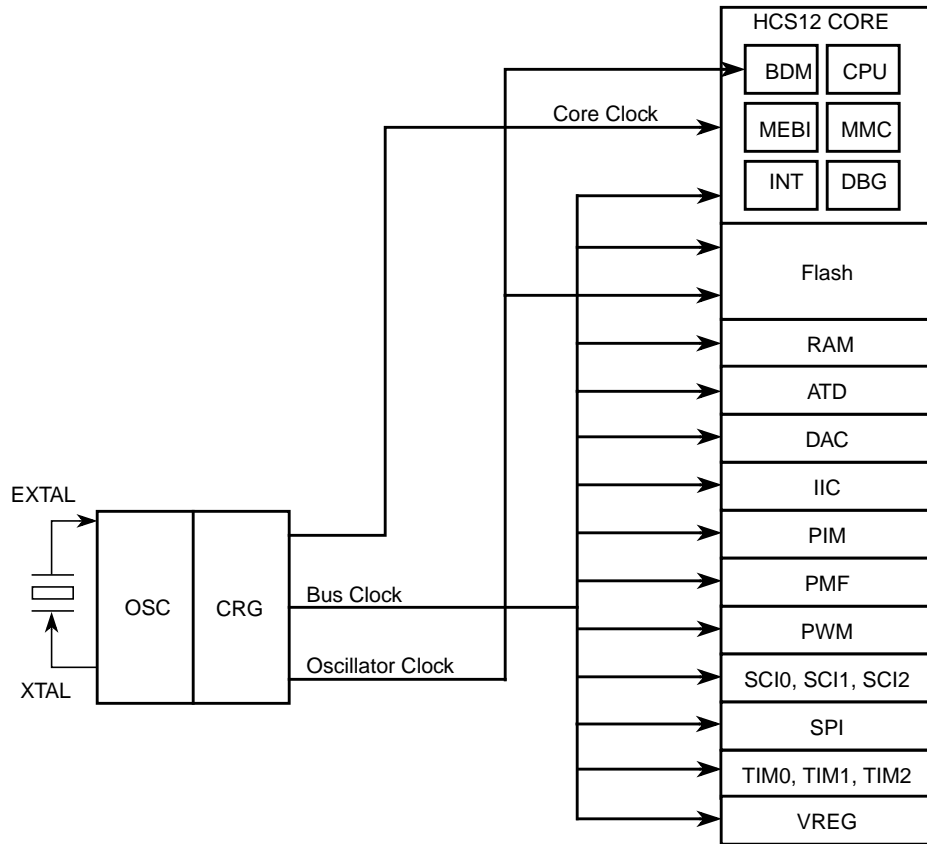 HCS12 CORE
BDM
CPU
Core Clock
MEBI
MMC
INT
DBG
Flash
RAM
ATD
DAC
IIC
EXTAL
PIM
PMF
OSC
CRG
Bus Clock
PWM
Oscillator Clock
SCI0, SCI1, SCI2
XTAL
SPI
TIM0, TIM1, TIM2
VREG